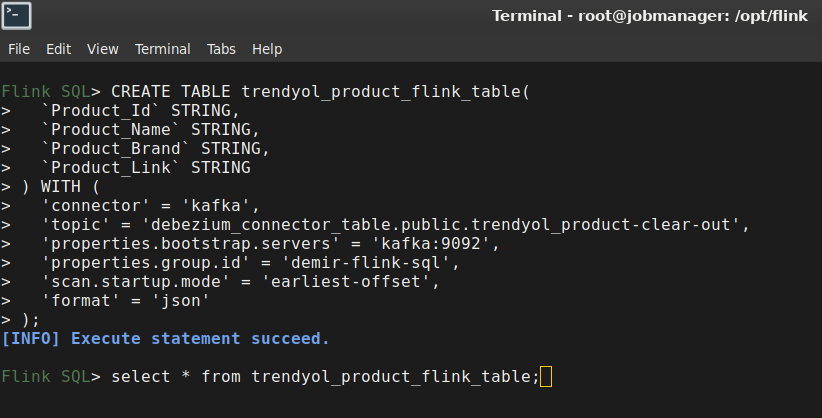 >_
Terminal - root@jobmanager: /opt/flink
File Edit View Terminal Tabs Help
Flink SQL> CREATE TABLE trendyol_product_flink_table(
>   `Product_Id` STRING,
>   `Product_Name` STRING,
>   `Product_Brand` STRING,
>   `Product_Link` STRING
> ) WITH (
>   'connector' = 'kafka',
>   'topic' = 'debezium_connector_table.public.trendyol_product-clear-out',
>   'properties.bootstrap.servers' = 'kafka:9092',
>   'properties.group.id' = 'demir-flink-sql',
>   'scan.startup.mode' = 'earliest-offset',
>   'format' = 'json'
> );
[INFO] Execute statement succeed.
Flink SQL> select * from trendyol_product_flink_table;